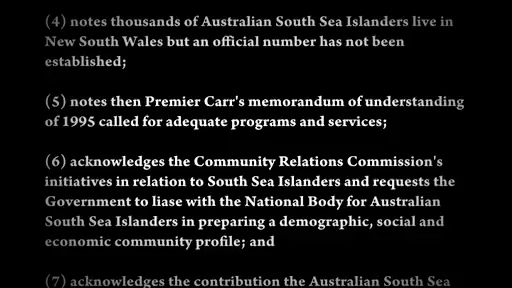 (4) notes thousands of Australian South Sea Islanders live in
New South Wales but an official number has not been
established;
(5) notes then Premier Carr's memorandum of understanding
of 1995 called for adequate programs and services;
(6) acknowledges the Community Relations Commission's
initiatives in relation to South Sea Islanders and requests the
Government to liase with the National Body for Australian
South Sea Islanders in preparing a demographic, social and
economic community profile; and
(7) acknowledges the contribution the Australian South Sea